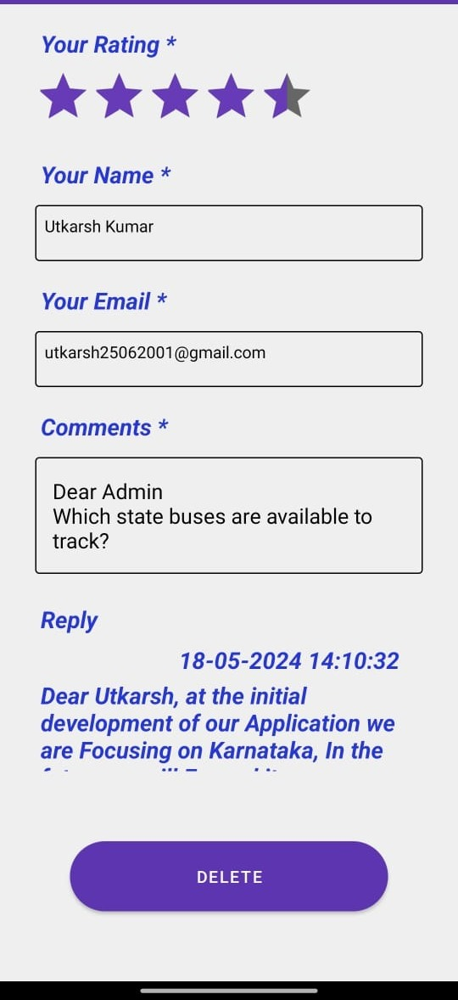 Your Rating *
Your Name *
Utkarsh Kumar
Your Email *
utkarsh25062001@gmail.com
Comments *
Dear Admin
Which state buses are available to
track?
Reply
18-05-2024 14:10:32
Dear Utkarsh, at the initial
development of our Application we
are Focusing on Karnataka, In the
DELETE